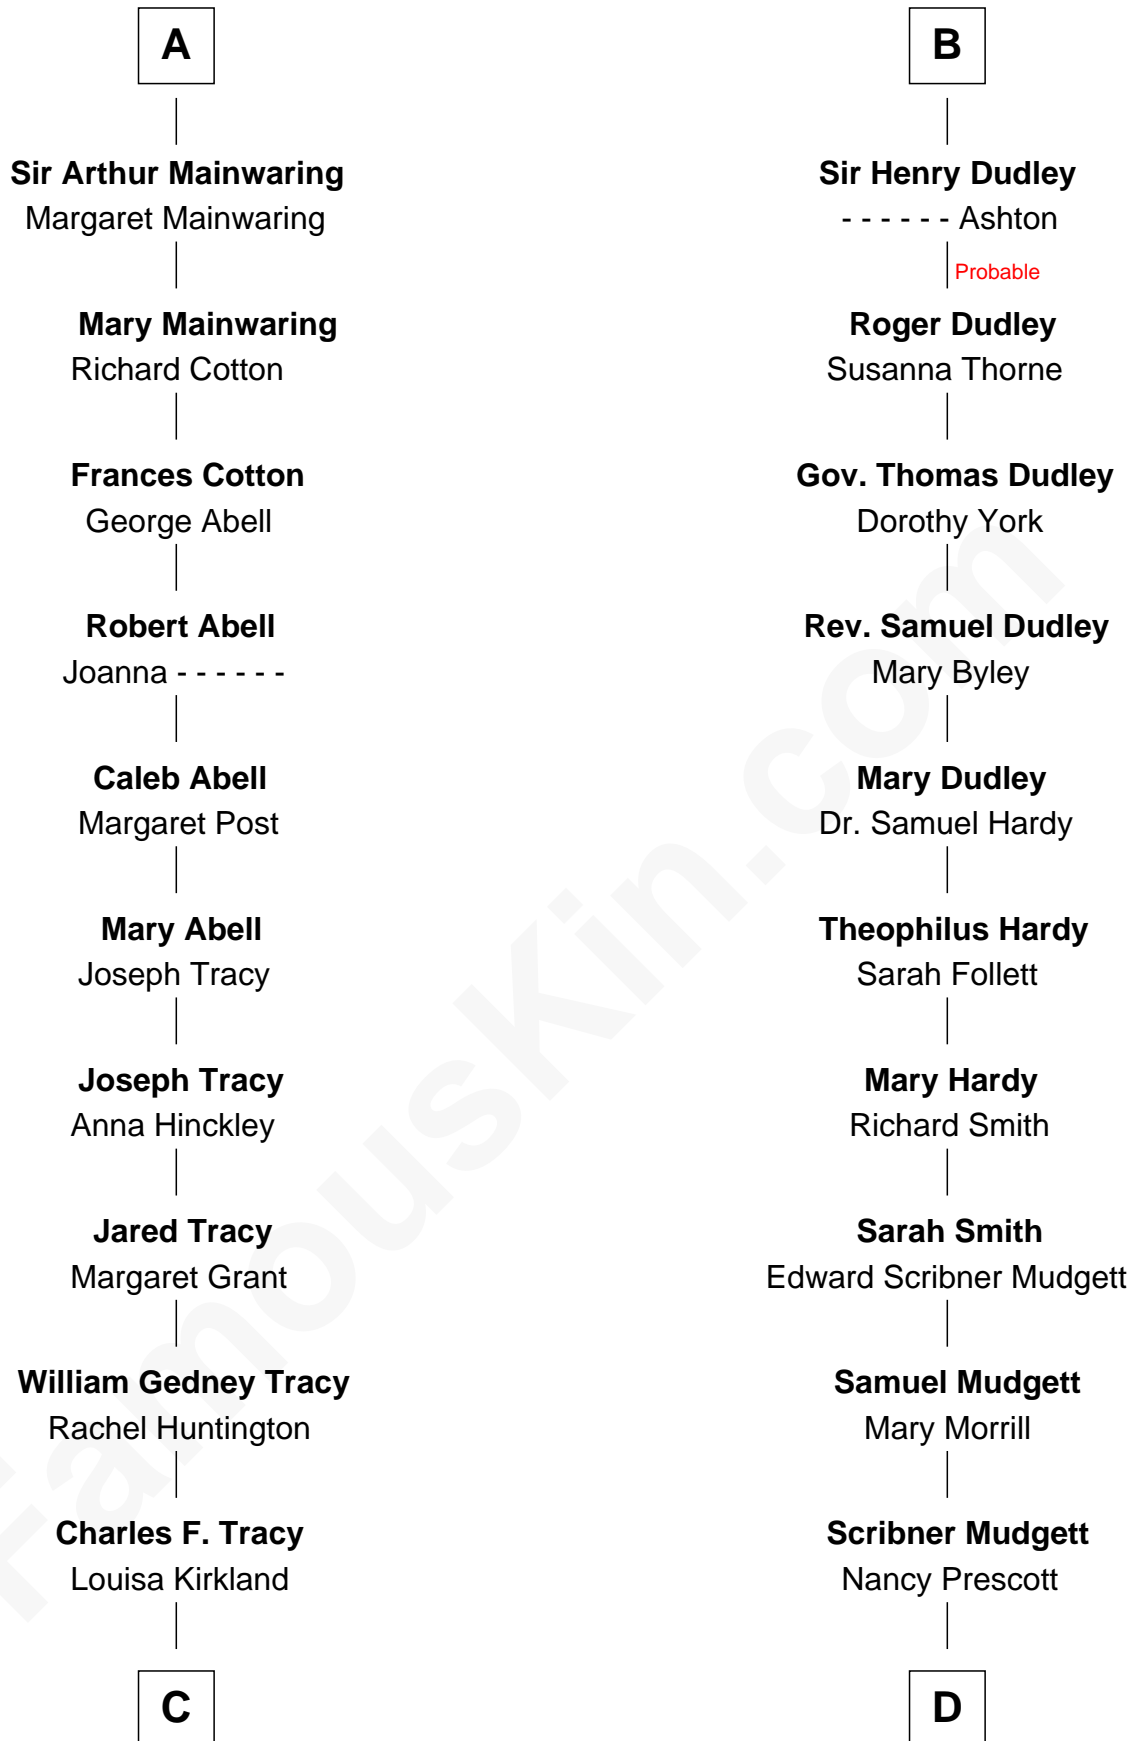 A
Sir Arthur Mainwaring
Margaret Mainwaring
Mary Mainwaring
Richard Cotton
Frances Cotton
George Abell
Robert Abell
Joanna - - - - - -
Caleb Abell
Margaret Post
Mary Abell
Joseph Tracy
Joseph Tracy
Anna Hinckley
Jared Tracy
Margaret Grant
William Gedney Tracy
Rachel Huntington
Charles F. Tracy
Louisa Kirkland
C
B
Sir Henry Dudley
- - - - - - Ashton
Probable
Roger Dudley
Susanna Thorne
Gov. Thomas Dudley
Dorothy York
Rev. Samuel Dudley
Mary Byley
Mary Dudley
Dr. Samuel Hardy
Theophilus Hardy
Sarah Follett
Mary Hardy
Richard Smith
Sarah Smith
Edward Scribner Mudgett
Samuel Mudgett
Mary Morrill
Scribner Mudgett
Nancy Prescott
D
FamousKin.com